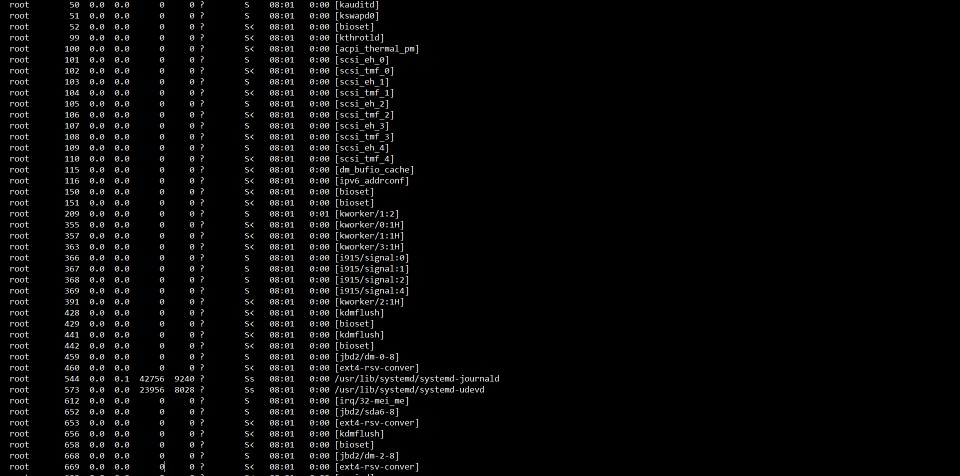 root 50 0.0 0.0 0 0 ? S 08:01 0:00 [kauditd]
root 51 0.0 0.0 0 0 ? S 08:01 0:00 [kswapd0]
root 52 0.0 0.0 0 0 ? S< 08:01 0:00 [bioset]
root 99 0.0 0.0 0 0 ? S< 08:01 0:00 [kthrotld]
root 100 0.0 0.0 0 0 ? S< 08:01 0:00 [acpi_thermal_pm]
root 101 0.0 0.0 0 0 ? S 08:01 0:00 [scsi_eh_0]
root 102 0.0 0.0 0 0 ? S< 08:01 0:00 [scsi_tmf_0]
root 103 0.0 0.0 0 0 ? S 08:01 0:00 [scsi_eh_1]
root 104 0.0 0.0 0 0 ? S< 08:01 0:00 [scsi_tmf_1]
root 105 0.0 0.0 0 0 ? S 08:01 0:00 [scsi_eh_2]
root 106 0.0 0.0 0 0 ? S< 08:01 0:00 [scsi_tmf_2]
root 107 0.0 0.0 0 0 ? S 08:01 0:00 [scsi_eh_3]
root 108 0.0 0.0 0 0 ? S< 08:01 0:00 [scsi_tmf_3]
root 109 0.0 0.0 0 0 ? S 08:01 0:00 [scsi_eh_4]
root 110 0.0 0.0 0 0 ? S< 08:01 0:00 [scsi_tmf_4]
root 115 0.0 0.0 0 0 ? S< 08:01 0:00 [dm_bufio_cache]
root 116 0.0 0.0 0 0 ? S< 08:01 0:00 [ipv6_addrconf]
root 150 0.0 0.0 0 0 ? S< 08:01 0:00 [bioset]
root 151 0.0 0.0 0 0 ? S< 08:01 0:00 [bioset]
root 209 0.0 0.0 0 0 ? S 08:01 0:01 [kworker/1:2]
root 355 0.0 0.0 0 0 ? S< 08:01 0:00 [kworker/0:1H]
root 357 0.0 0.0 0 0 ? S< 08:01 0:00 [kworker/1:1H]
root 363 0.0 0.0 0 0 ? S< 08:01 0:00 [kworker/3:1H]
root 366 0.0 0.0 0 0 ? S 08:01 0:00 [i915/signal:0]
root 367 0.0 0.0 0 0 ? S 08:01 0:00 [i915/signal:1]
root 368 0.0 0.0 0 0 ? S 08:01 0:00 [i915/signal:2]
root 369 0.0 0.0 0 0 ? S 08:01 0:00 [i915/signal:4]
root 391 0.0 0.0 0 0 ? S< 08:01 0:00 [kworker/2:1H]
root 428 0.0 0.0 0 0 ? S< 08:01 0:00 [kdmflush]
root 429 0.0 0.0 0 0 ? S< 08:01 0:00 [bioset]
root 441 0.0 0.0 0 0 ? S< 08:01 0:00 [kdmflush]
root 442 0.0 0.0 0 0 ? S< 08:01 0:00 [bioset]
root 459 0.0 0.0 0 0 ? S 08:01 0:00 [jbd2/dm-0-8]
root 460 0.0 0.0 0 0 ? S< 08:01 0:00 [ext4-rsv-conver]
root 544 0.0 0.1 42756 9240 ? Ss 08:01 0:00 /usr/lib/systemd/systemd-journald
root 573 0.0 0.0 23956 8028 ? Ss 08:01 0:00 /usr/lib/systemd/systemd-udevd
root 612 0.0 0.0 0 0 ? S 08:01 0:00 [irq/32-mei_me]
root 652 0.0 0.0 0 0 ? S 08:01 0:00 [jbd2/sda6-8]
root 653 0.0 0.0 0 0 ? S< 08:01 0:00 [ext4-rsv-conver]
root 656 0.0 0.0 0 0 ? S< 08:01 0:00 [kdmflush]
root 658 0.0 0.0 0 0 ? S< 08:01 0:00 [bioset]
root 668 0.0 0.0 0 0 ? S 08:01 0:00 [jbd2/dm-2-8]
root 669 0.0 0.0 0 0 ? S< 08:01 0:00 [ext4-rsv-conver]